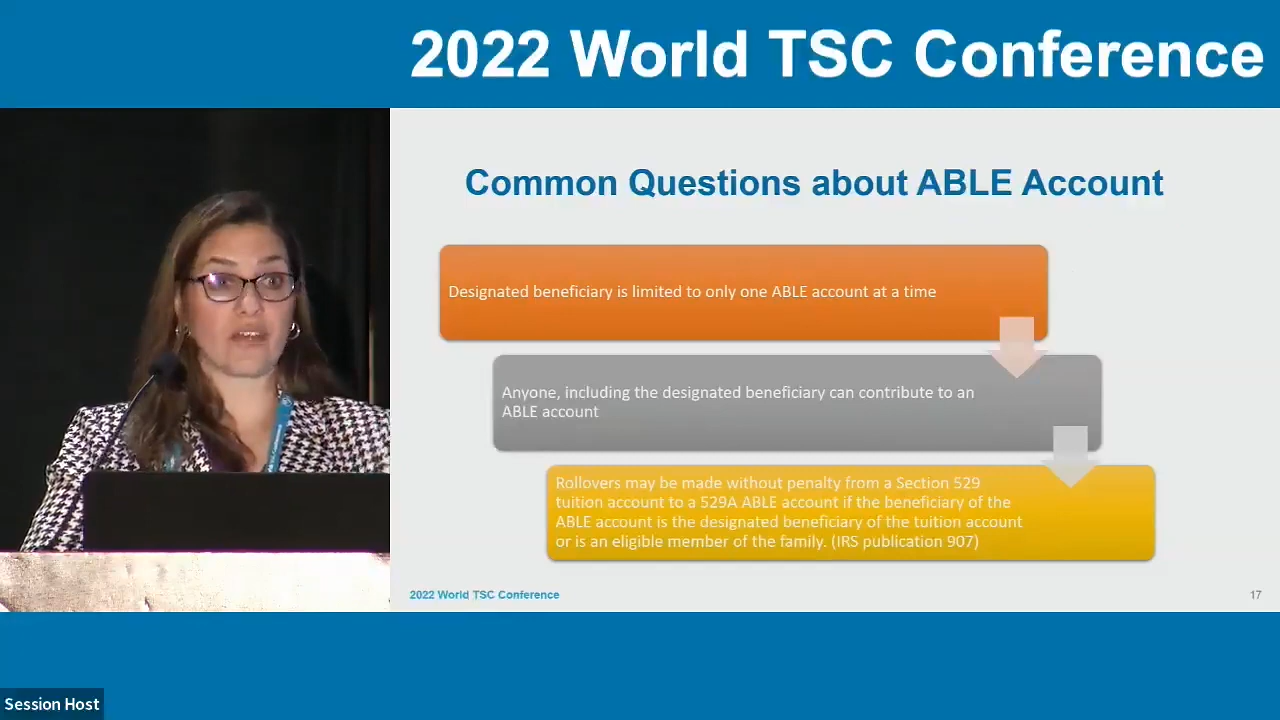 2022 World TSC Conference
Common Questions about ABLE Account
Designated beneficiary is limited to only one ABLE account at a time
Anyone, including the designated beneficiary can contribute to an
ABLE account
Rollovers may be made without penalty from a Section 529
tuition account to a 529A ABLE account if the beneficiary of the
ABLE account is the designated beneficiary of the tuition account
or is an eligible member of the family. (IRS publication 907)
2022 World TSC Conference
17
Session Host